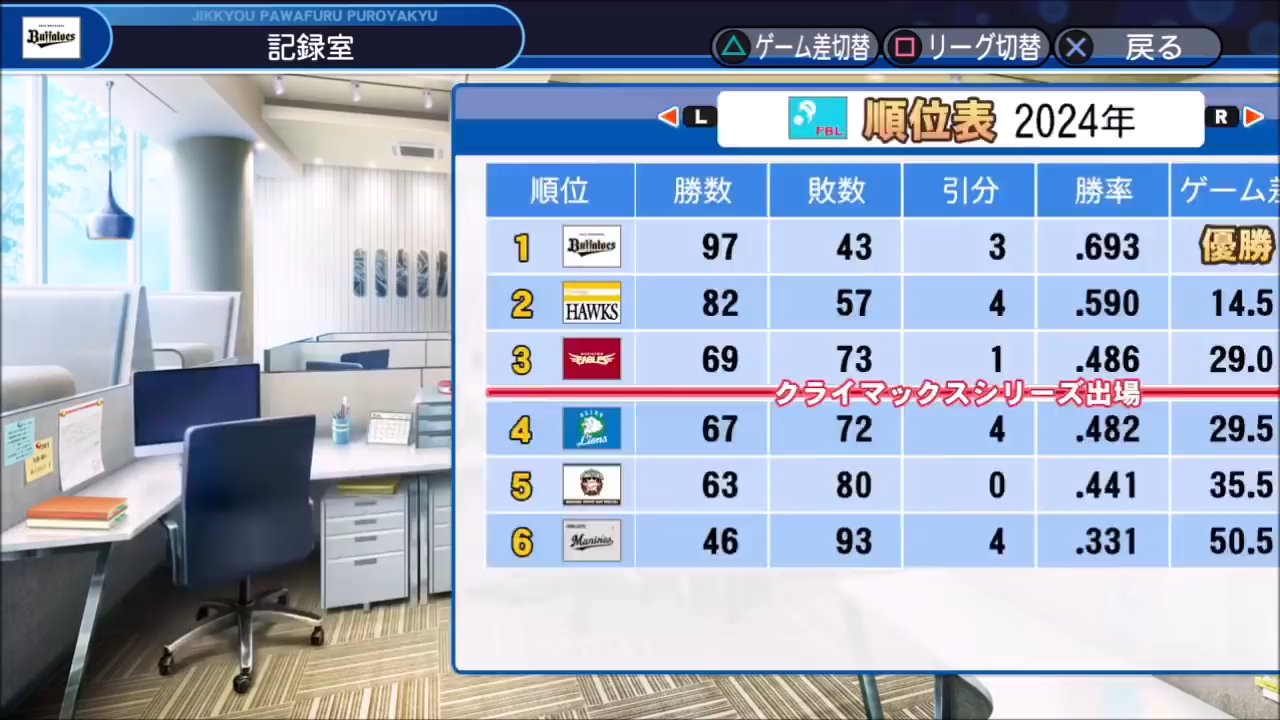 JIKKYOU PAWAFURU PUROYAKYU
Buffaloes
記録室
ゲーム差切替
リーグ切替
戻る
L
PBL
順位表 2024年
R
順位 勝数 敗数 引分 勝率 ゲーム差
1 Buffaloes 97 43 3 .693 優勝
2 HAWKS 82 57 4 .590 14.5
3 EAGLES 69 73 1 .486 29.0
クライマックスシリーズ出場
4 Lions 67 72 4 .482 29.5
5 63 80 0 .441 35.5
6 Marines 46 93 4 .331 50.5